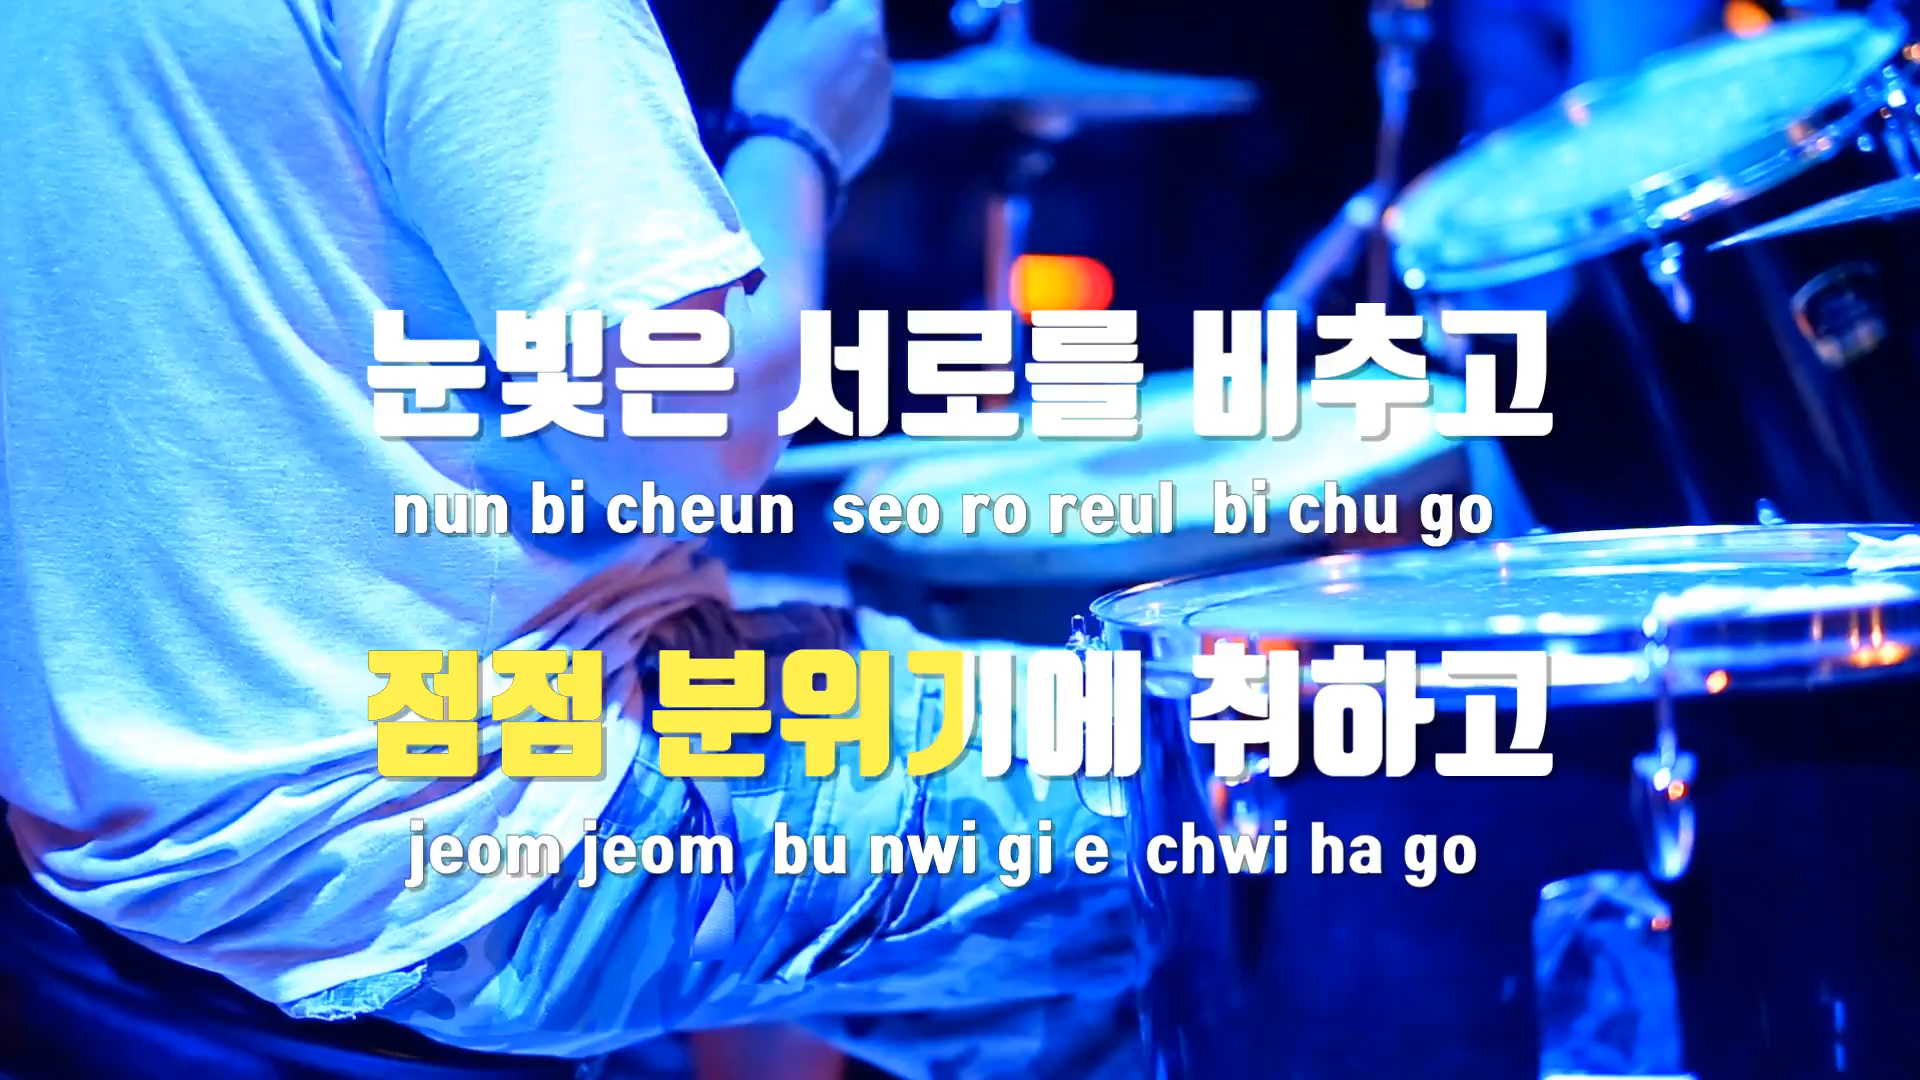 눈빛은 서로를 비추고
nun bi cheun seo ro reul bi chu go
점점 분위기에 취하고
jeom jeom bu nwi gi e chwi ha go